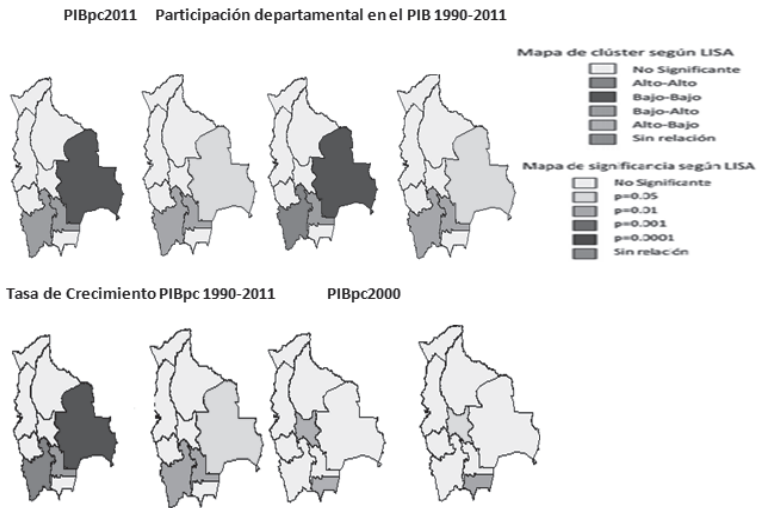 PIBpc2011 Participación departamental en el PIB 1990-2011
Mapa de clúster según LISA
No Significante
Alto-Alto
Bajo-Bajo
Bajo-Alto
Alto-Bajo
Sin relación
Mapa de significancia según LISA
No Significante
p=0.05
p=0.01
p=0.001
p=0.0001
Sin relación
Tasa de Crecimiento PIBpc 1990-2011 PIBpc2000